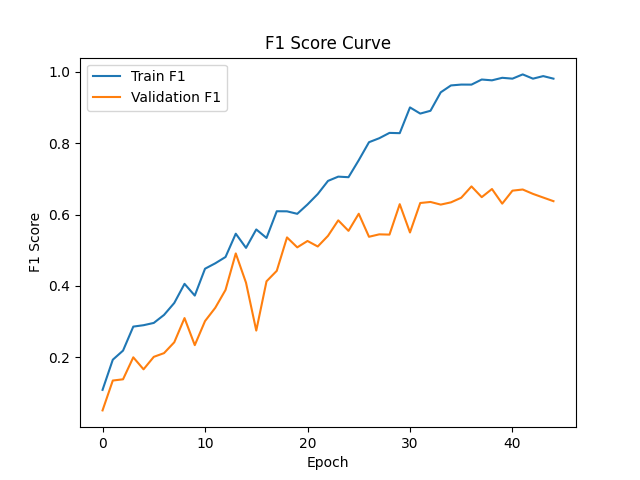 F1 Score Curve
Train F1
Validation F1
1.0
0.8
0.6
0.4
0.2
F1 Score
0 10 20 30 40
Epoch